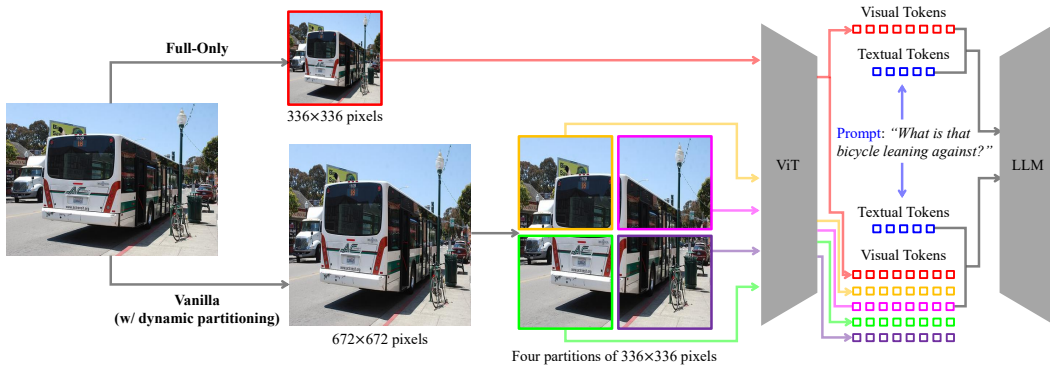 Full-Only
336×336 pixels
Vanilla
(w/ dynamic partitioning)
672×672 pixels
Four partitions of 336×336 pixels
ViT
Visual Tokens
Textual Tokens
Prompt: “What is that
bicycle leaning against?”
Textual Tokens
Visual Tokens
LLM